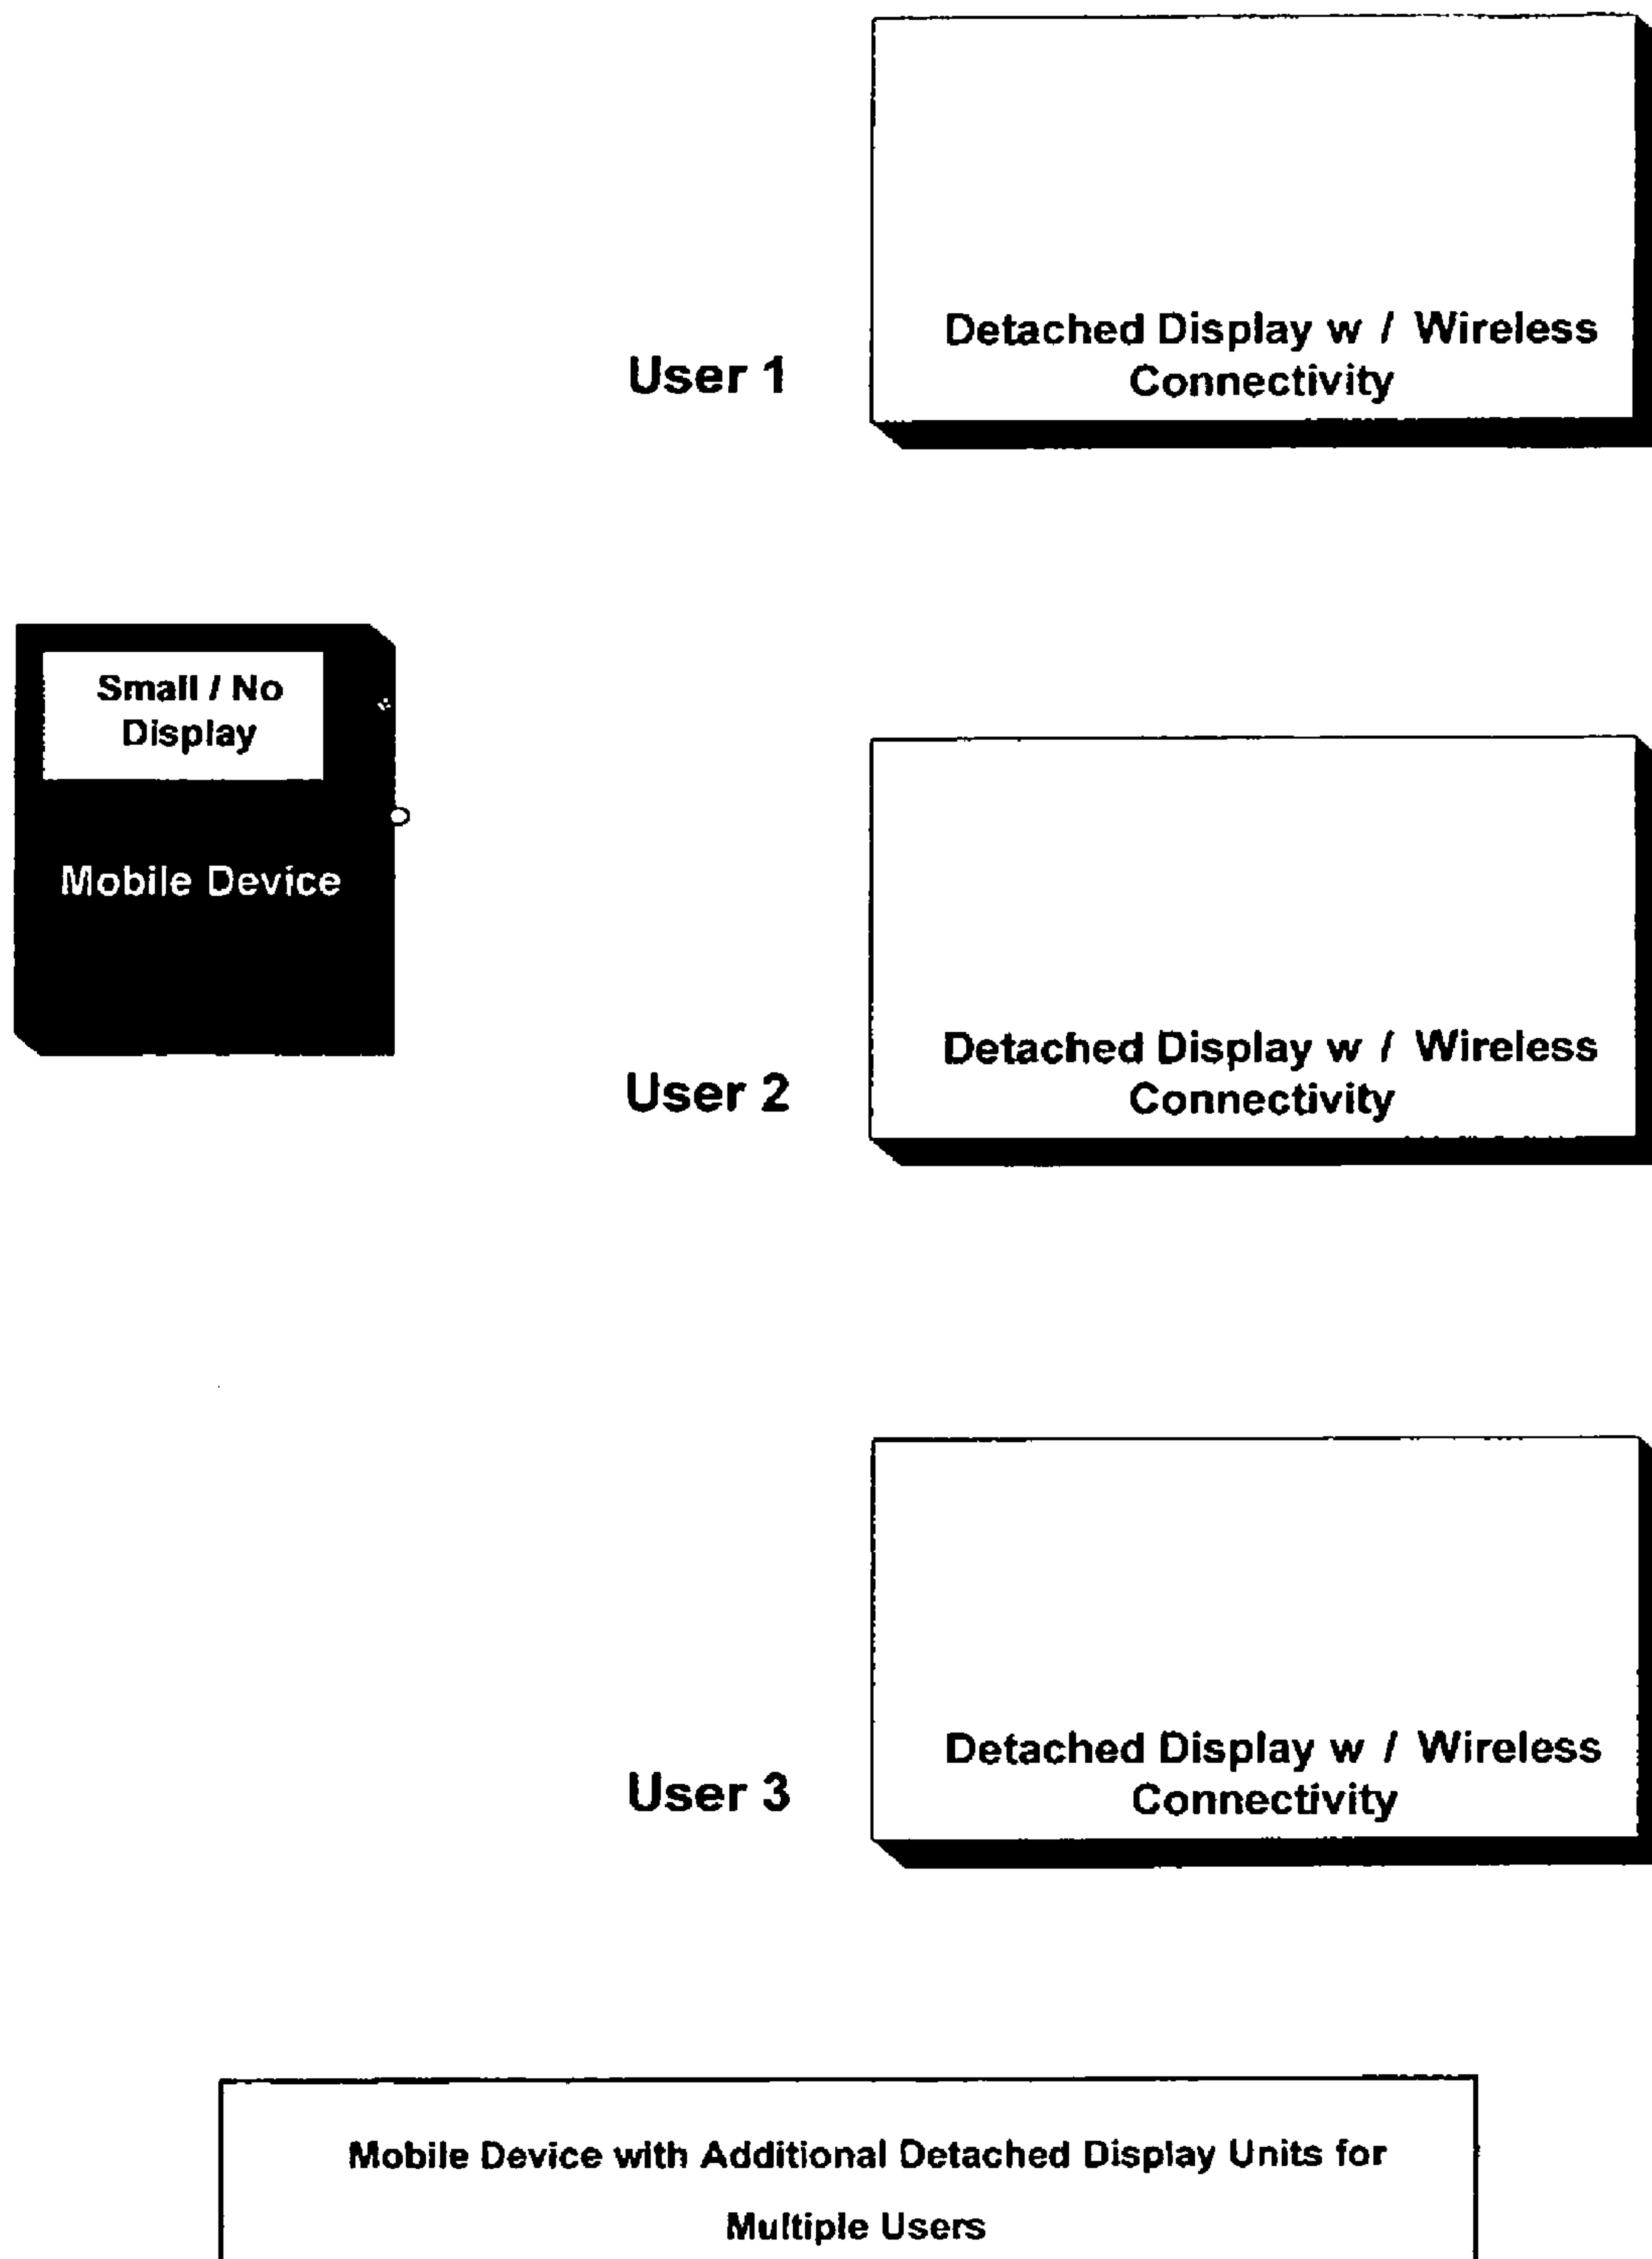 Detached Display w / Wireless
Connectivity
User 1
Small / No
Display
Mobile Device
Detached Display w / Wireless
Connectivity
User 2
Detached Display w / Wireless
Connectivity
User 3
Mobile Device with Additional Detached Display Units for
Multiple Users